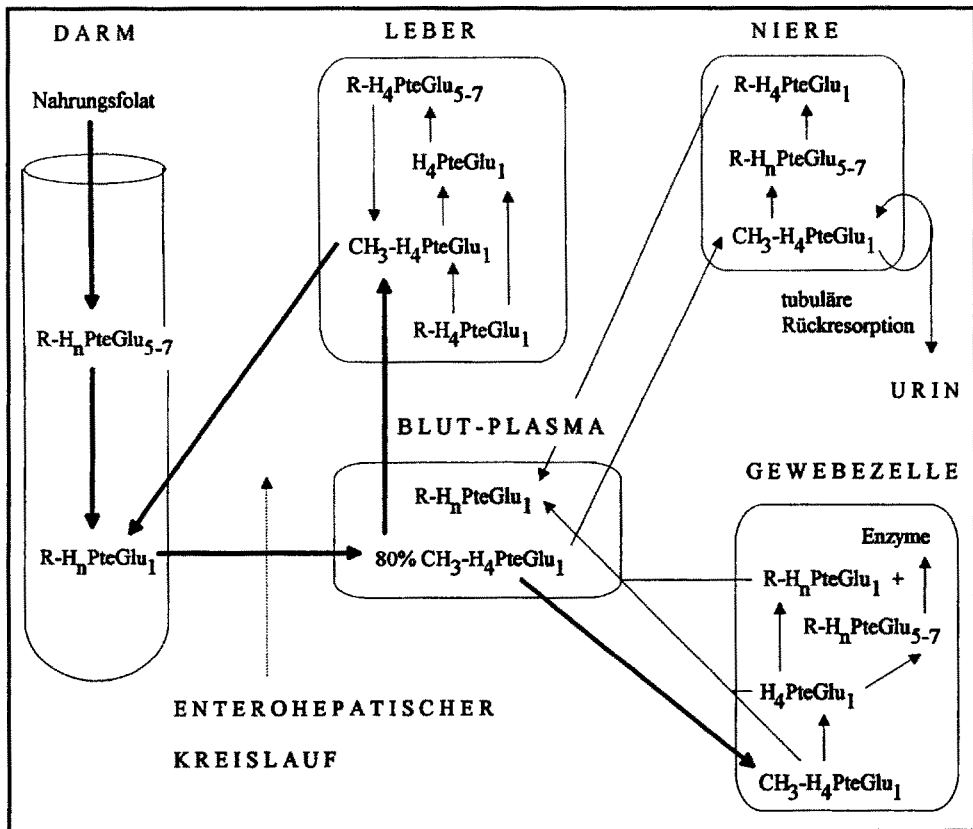 DARM
Nahrungsfolat
R-HnPteGlu5-7
R-HnPteGlu1
LEBER
R-H4PteGlu5-7
H4PteGlu1
CH3-H4PteGlu1
R-H4PteGlu1
NIERE
R-H4PteGlu1
R-HnPteGlu5-7
CH3-H4PteGlu1
tubuläre
Rückresorption
URIN
BLUT-PLASMA
R-HnPteGlu1
80% CH3-H4PteGlu1
GEWEBEZELLE
Enzyme
R-HnPteGlu1 +
R-HnPteGlu5-7
H4PteGlu1
CH3-H4PteGlu1
ENTEROHEPATISCHER
KREISLAUF